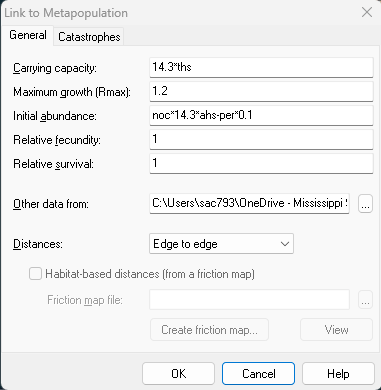 Link to Metapopulation
General Catastrophes
Carrying capacity: 14.3*ths
Maximum growth (Rmax): 1.2
Initial abundance: noc*14.3*ahs-per*0.1
Relative fecundity: 1
Relative survival: 1
Other data from: C:\Users\sac793\OneDrive - Mississippi ...
Distances: Edge to edge
Habitat-based distances (from a friction map)
Friction map file: ...
Create friction map... View
OK Cancel Help